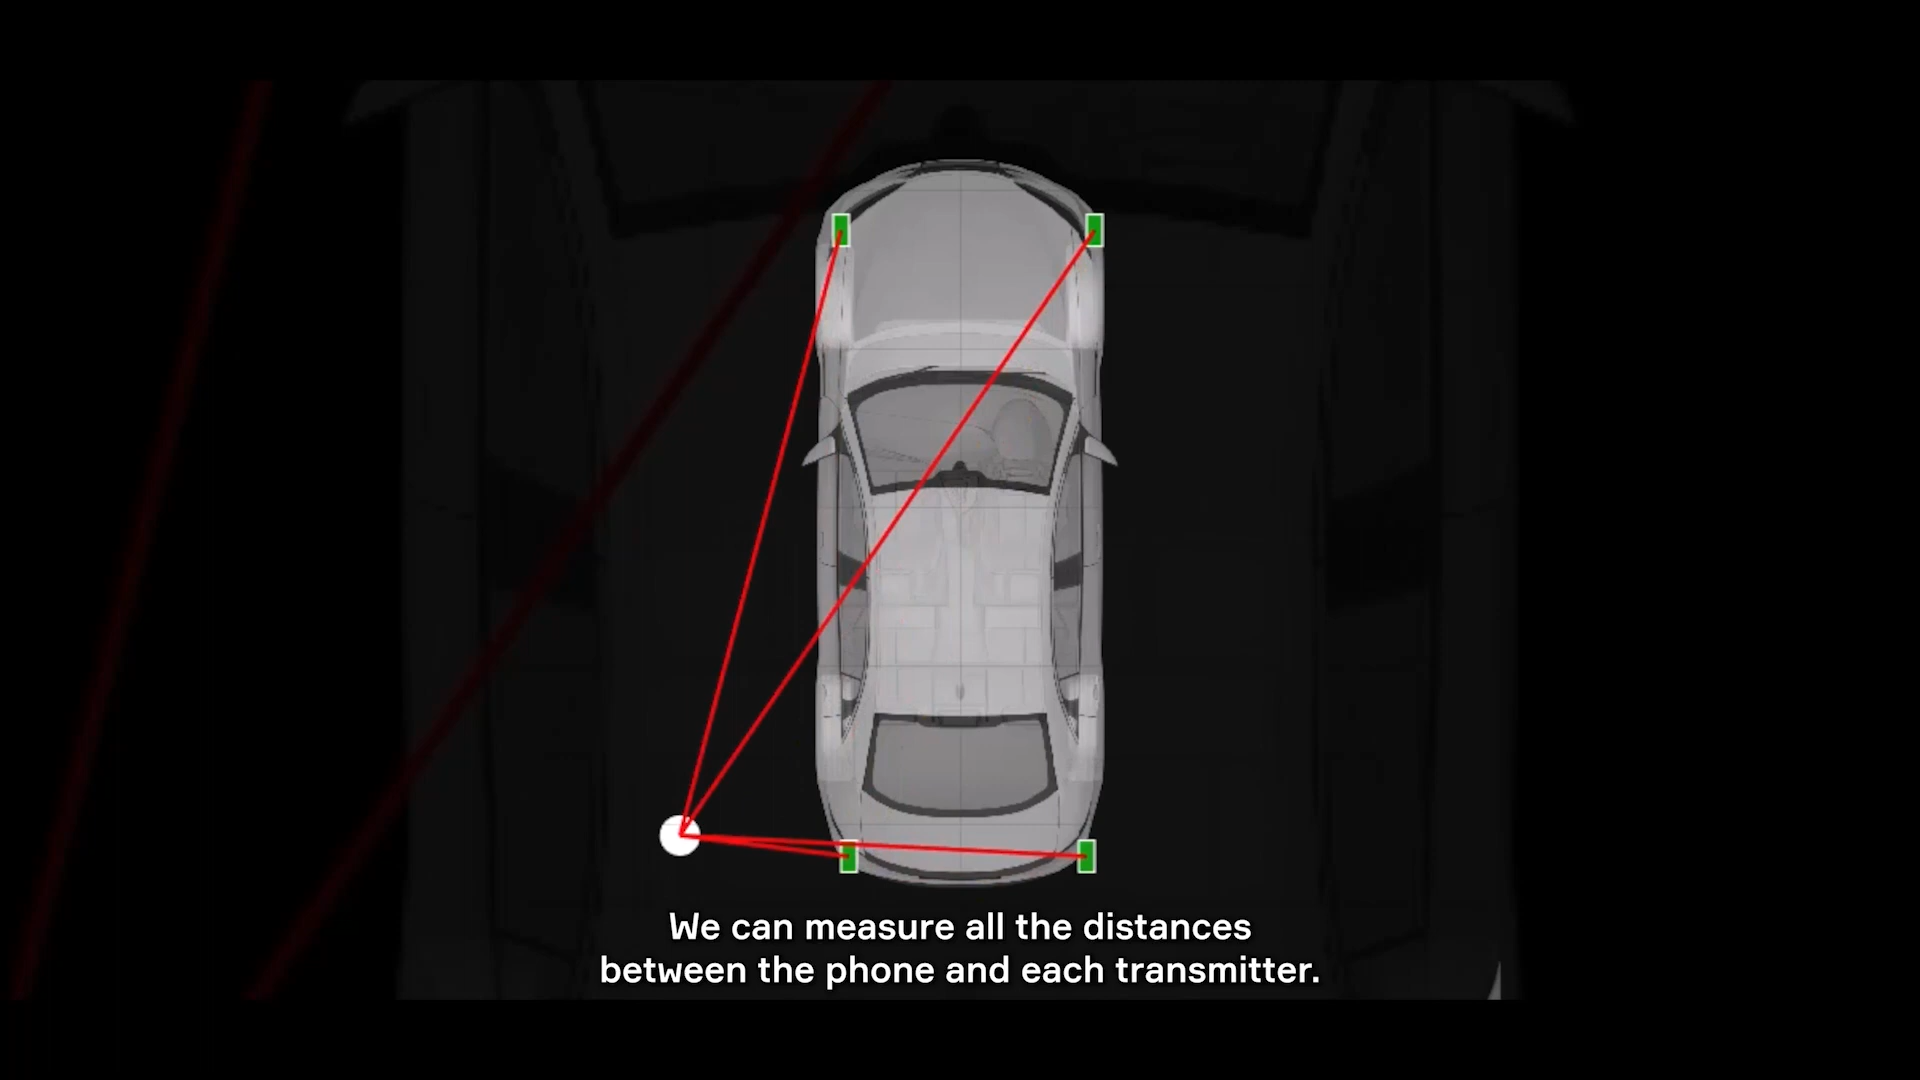 We can measure all the distances
between the phone and each transmitter.